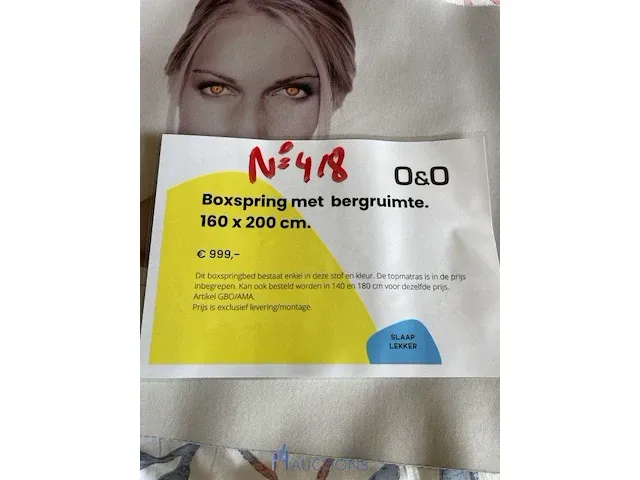 Nº 418
O&O
Boxspring met bergruimte.
160 x 200 cm.
€ 999,-
Dit boxspringbed bestaat enkel in deze stof en kleur. De topmatras is in de prijs
inbegrepen. Kan ook besteld worden in 140 en 180 cm voor dezelfde prijs.
Artikel GBO/AMA.
Prijs is exclusief levering/montage.
SLAAP
LEKKER
AUCTIONS